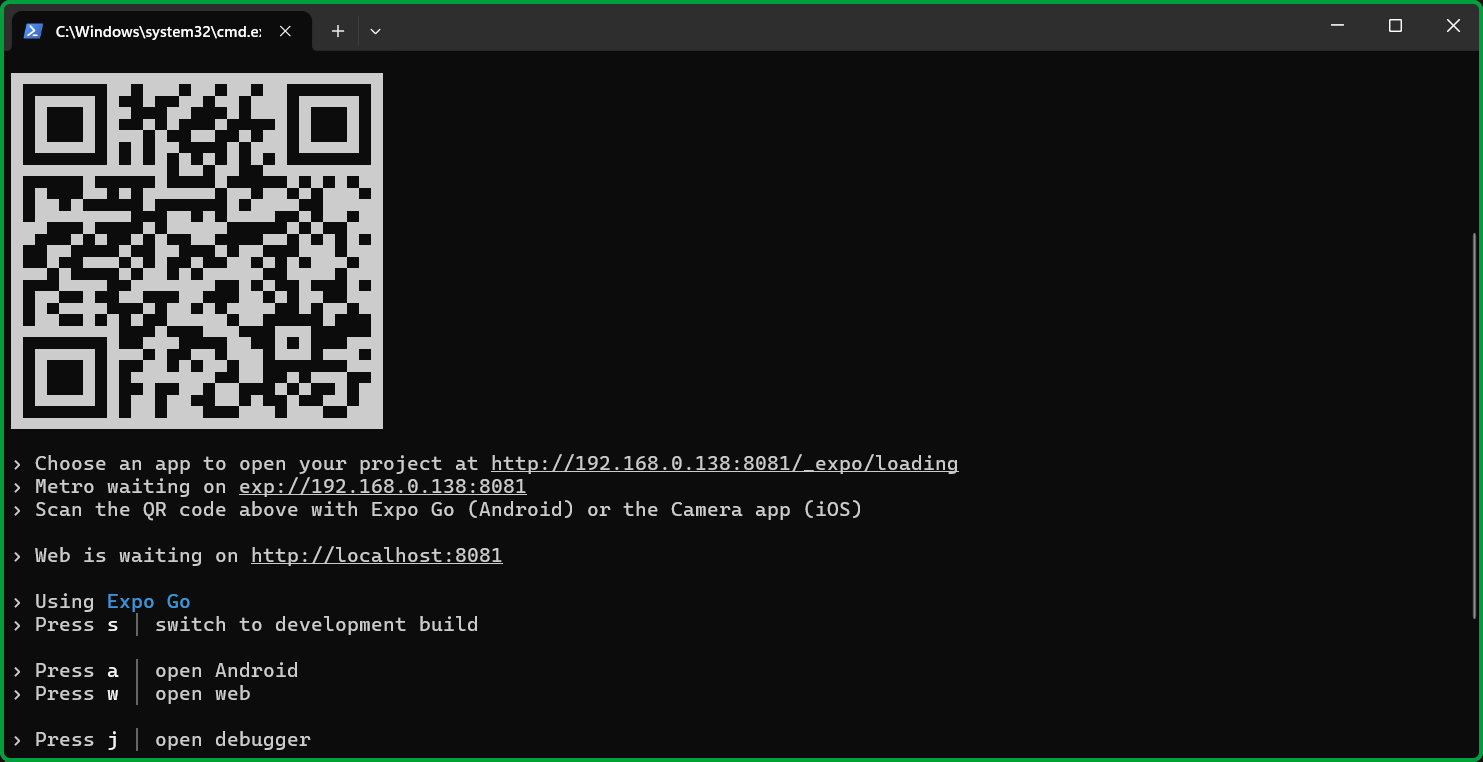 C:\Windows\system32\cmd.e
› Choose an app to open your project at http://192.168.0.138:8081/_expo/loading
› Metro waiting on exp://192.168.0.138:8081
› Scan the QR code above with Expo Go (Android) or the Camera app (iOS)
› Web is waiting on http://localhost:8081
› Using Expo Go
› Press s │ switch to development build
› Press a │ open Android
› Press w │ open web
› Press j │ open debugger